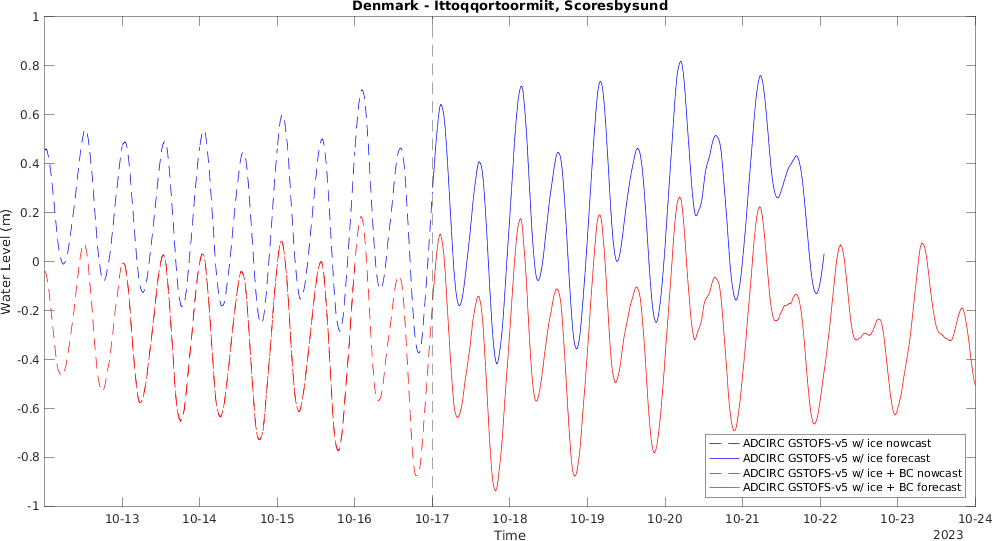 Denmark - Ittoqqortoormiit, Scoresbysund
1
0.8
0.6
0.4
0.2
0
-0.2
-0.4
-0.6
-0.8
-1
Water Level (m)
10-13 10-14 10-15 10-16 10-17 10-18 10-19 10-20 10-21 10-22 10-23 10-24
Time
2023
ADCIRC GSTOFS-v5 w/ ice nowcast
ADCIRC GSTOFS-v5 w/ ice forecast
ADCIRC GSTOFS-v5 w/ ice + BC nowcast
ADCIRC GSTOFS-v5 w/ ice + BC forecast